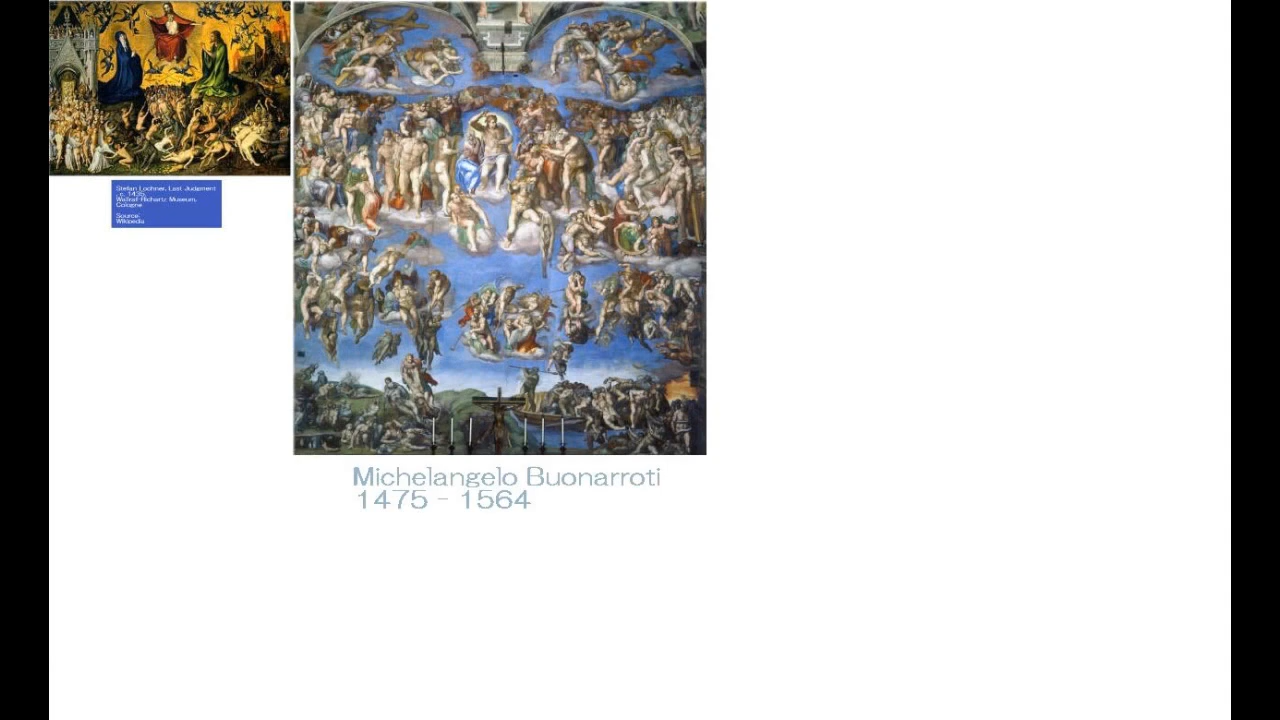 Stefan Lochner, Last Judgment
, c. 1435,
Wallraf-Richartz Museum,
Cologne
Source:
Wikipedia
Michelangelo Buonarroti
1475 - 1564